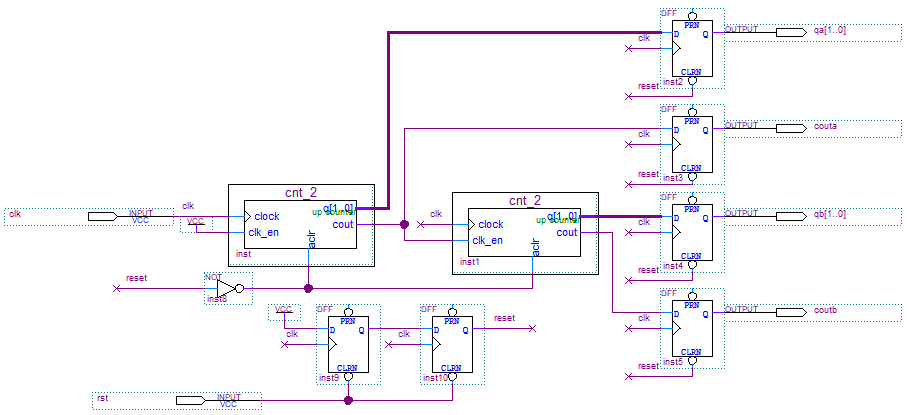 DFF
PRN
D
Q
CLRN
inst2
clk
reset
OUTPUT
qa[1..0]
DFF
PRN
D
Q
CLRN
inst3
clk
reset
OUTPUT
couta
cnt_2
clock
clk_en
q[1..0]
up counter
cout
aclr
inst
clk
INPUT
VCC
clk
VCC
cnt_2
clock
clk_en
q[1..0]
up counter
cout
aclr
inst1
clk
DFF
PRN
D
Q
CLRN
inst4
clk
reset
OUTPUT
qb[1..0]
reset
NOT
inst8
VCC
DFF
PRN
D
Q
CLRN
inst9
clk
DFF
PRN
D
Q
CLRN
inst10
clk
reset
DFF
PRN
D
Q
CLRN
inst5
clk
reset
OUTPUT
coutb
rst
INPUT
VCC